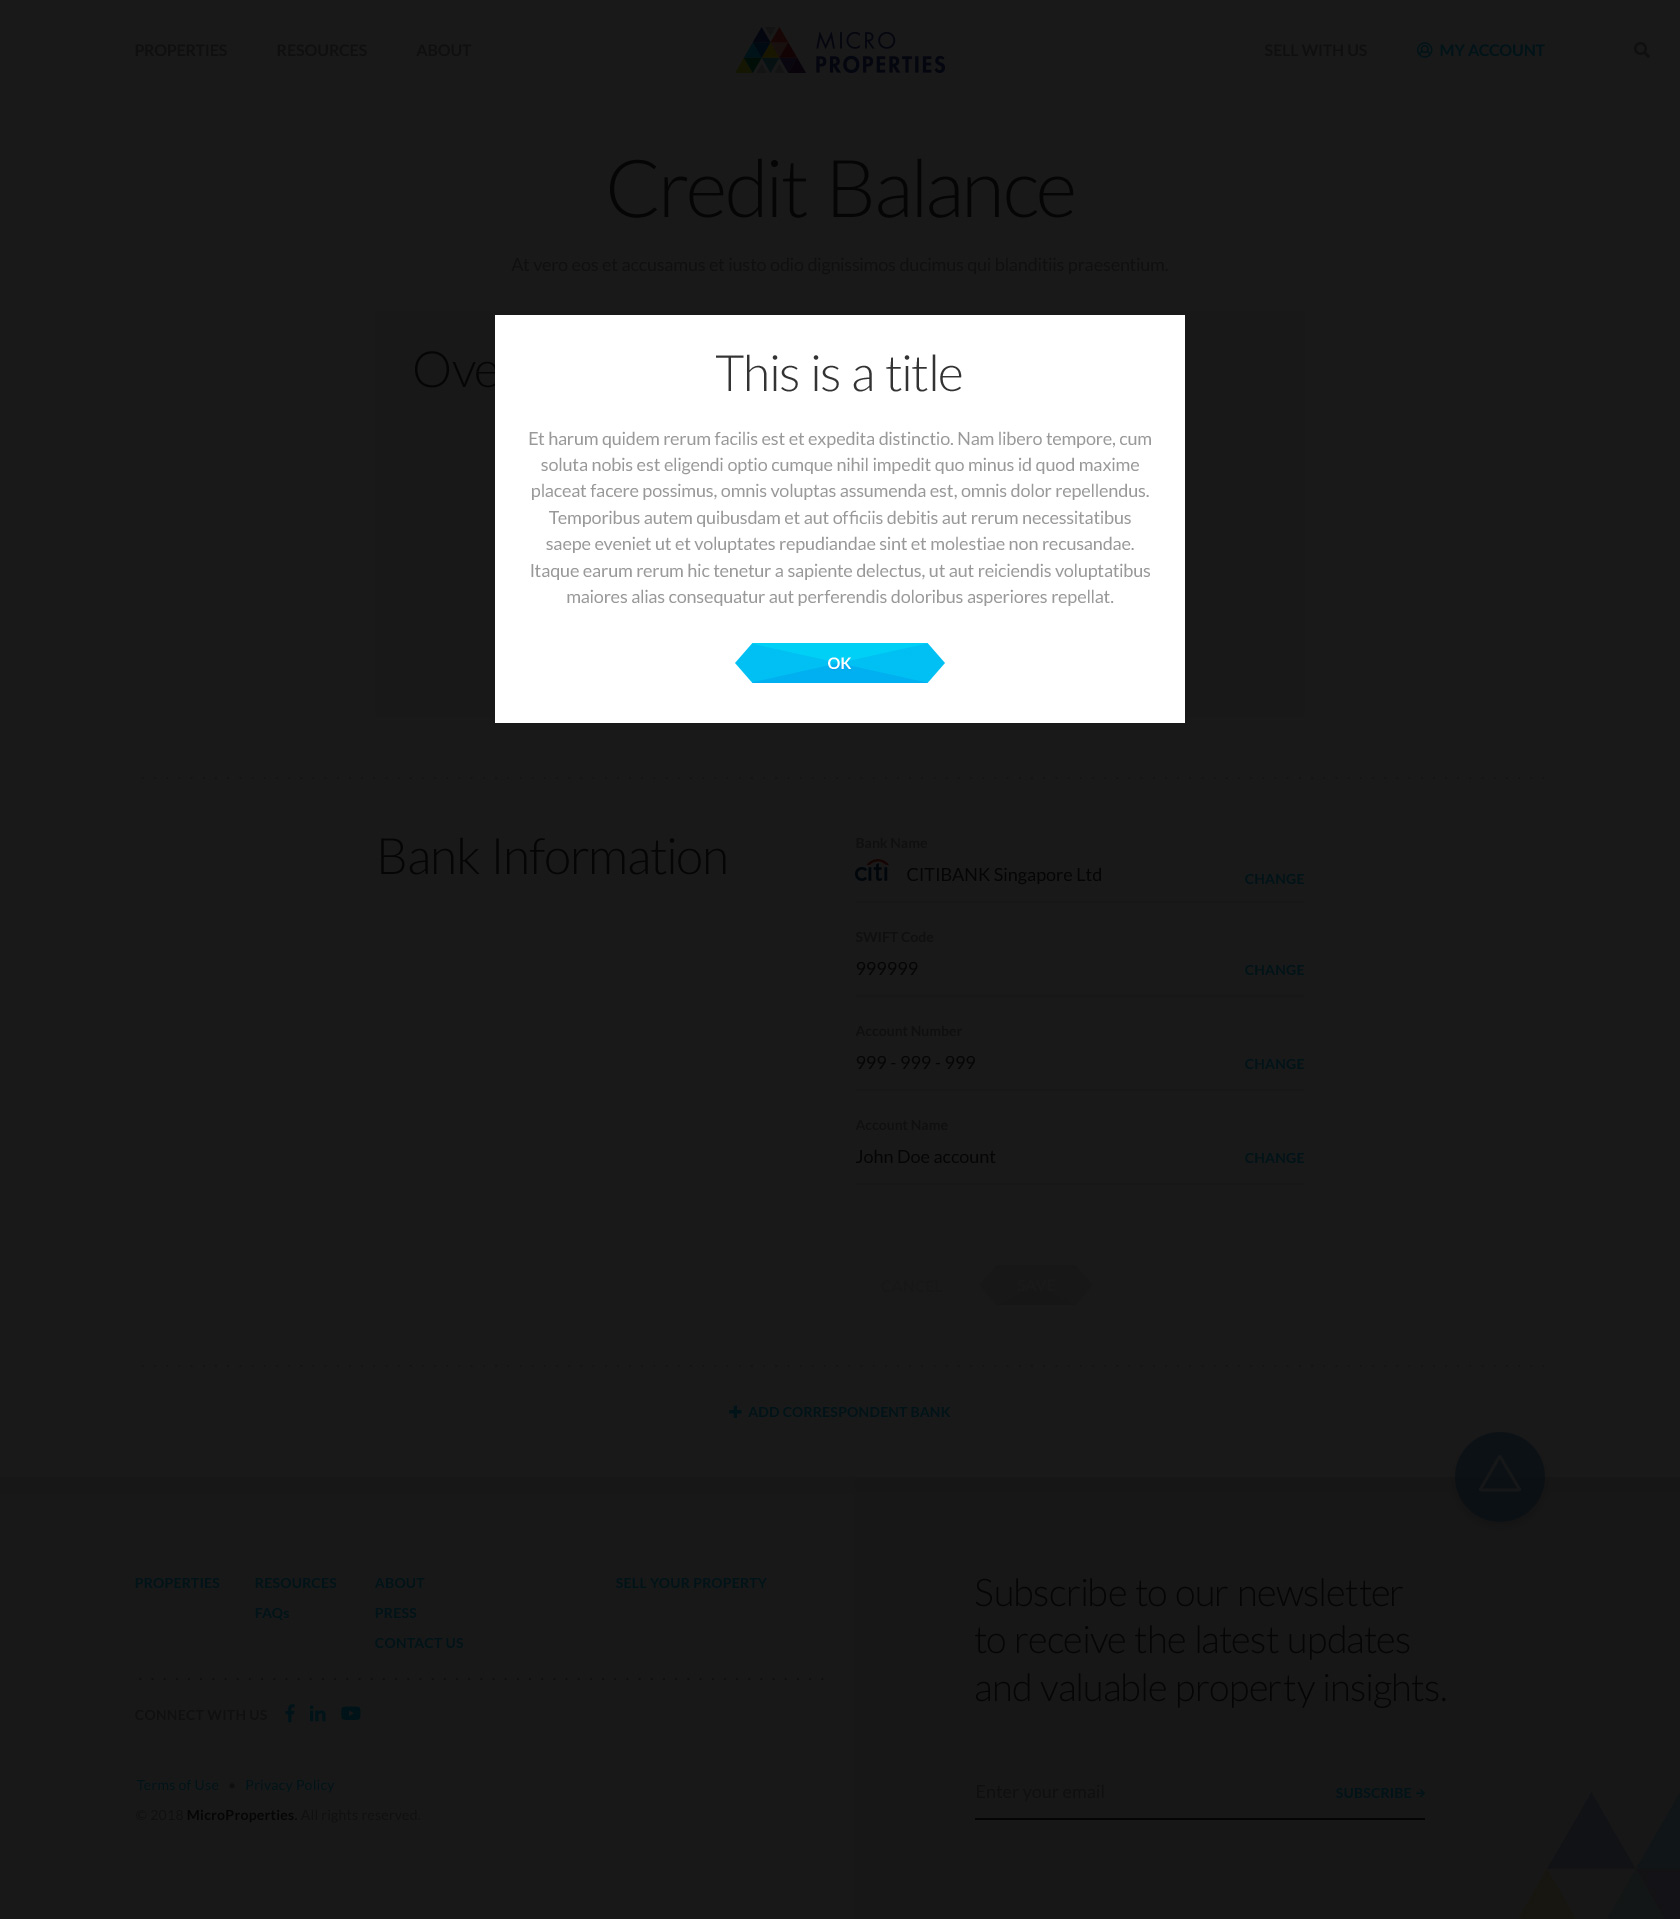 PROPERTIES RESOURCES ABOUT MICRO PROPERTIES SELL WITH US MY ACCOUNT
Credit Balance
At vero eos et accusamus et iusto odio dignissimos ducimus qui blanditiis praesentium.
Ove
This is a title
Et harum quidem rerum facilis est et expedita distinctio. Nam libero tempore, cum
soluta nobis est eligendi optio cumque nihil impedit quo minus id quod maxime
placeat facere possimus, omnis voluptas assumenda est, omnis dolor repellendus.
Temporibus autem quibusdam et aut officiis debitis aut rerum necessitatibus
saepe eveniet ut et voluptates repudiandae sint et molestiae non recusandae.
Itaque earum rerum hic tenetur a sapiente delectus, ut aut reiciendis voluptatibus
maiores alias consequatur aut perferendis doloribus asperiores repellat.
OK
Bank Information
Bank Name
citi CITIBANK Singapore Ltd CHANGE
SWIFT Code
999999 CHANGE
Account Number
999 - 999 - 999 CHANGE
Account Name
John Doe account CHANGE
ADD CORRESPONDENT BANK
PROPERTIES RESOURCES ABOUT SELL YOUR PROPERTY
FAQs PRESS
CONTACT US
CONNECT WITH US
Terms of Use • Privacy Policy
© 2018 MicroProperties. All rights reserved.
Subscribe to our newsletter
to receive the latest updates
and valuable property insights.
Enter your email SUBSCRIBE